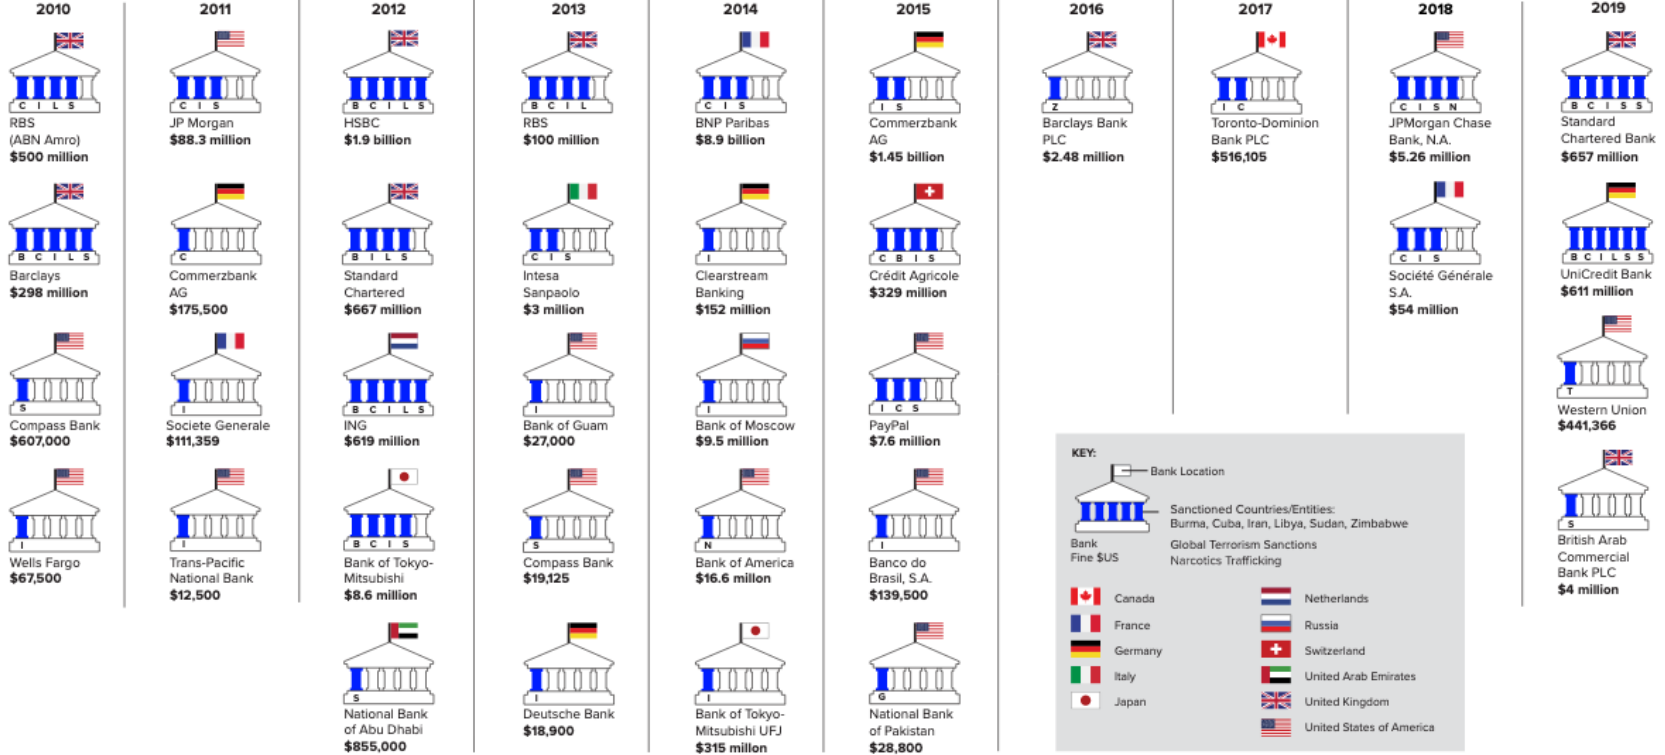 2010
C I L S
RBS
(ABN Amro)
$500 million
B C I L S
Barclays
$298 million
S
Compass Bank
$607,000
I
Wells Fargo
$67,500
2011
C I S
JP Morgan
$88.3 million
C
Commerzbank
AG
$175,500
I
Societe Generale
$111,359
I
Trans-Pacific
National Bank
$12,500
2012
B C I L S
HSBC
$1.9 billion
B I L S
Standard
Chartered
$667 million
B C I L S
ING
$619 million
B C I S
Bank of Tokyo-
Mitsubishi
$8.6 million
S
National Bank
of Abu Dhabi
$855,000
2013
B C I L
RBS
$100 million
C I S
Intesa
Sanpaolo
$3 million
I
Bank of Guam
$27,000
S
Compass Bank
$19,125
I
Deutsche Bank
$18,900
2014
C I S
BNP Paribas
$8.9 billion
I
Clearstream
Banking
$152 million
I
Bank of Moscow
$9.5 million
N
Bank of America
$16.6 millon
I
Bank of Tokyo-
Mitsubishi UFJ
$315 millon
2015
I S
Commerzbank
AG
$1.45 billion
C B I S
Crédit Agricole
$329 million
I C S
PayPal
$7.6 million
I
Banco do
Brasil, S.A.
$139,500
G
National Bank
of Pakistan
$28,800
2016
Z
Barclays Bank
PLC
$2.48 million
2017
I C
Toronto-Dominion
Bank PLC
$516,105
2018
C I S N
JPMorgan Chase
Bank, N.A.
$5.26 million
C I S
Société Générale
S.A.
$54 million
2019
B C I S S
Standard
Chartered Bank
$657 million
B C I L S S
UniCredit Bank
$611 million
T
Western Union
$441,366
S
British Arab
Commercial
Bank PLC
$4 million
KEY:
Bank Location
Sanctioned Countries/Entities:
Burma, Cuba, Iran, Libya, Sudan, Zimbabwe
Global Terrorism Sanctions
Narcotics Trafficking
Bank
Fine $US
Canada
France
Germany
Italy
Japan
Netherlands
Russia
Switzerland
United Arab Emirates
United Kingdom
United States of America